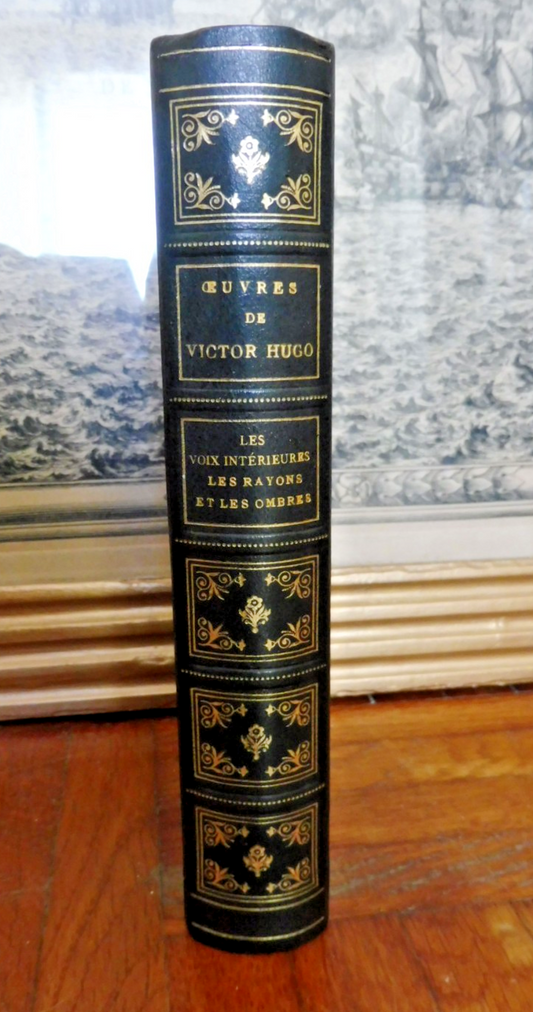 ŒUVRES
DE
VICTOR HUGO
LES
VOIX INTÉRIEURES
LES RAYONS
ET LES OMBRES